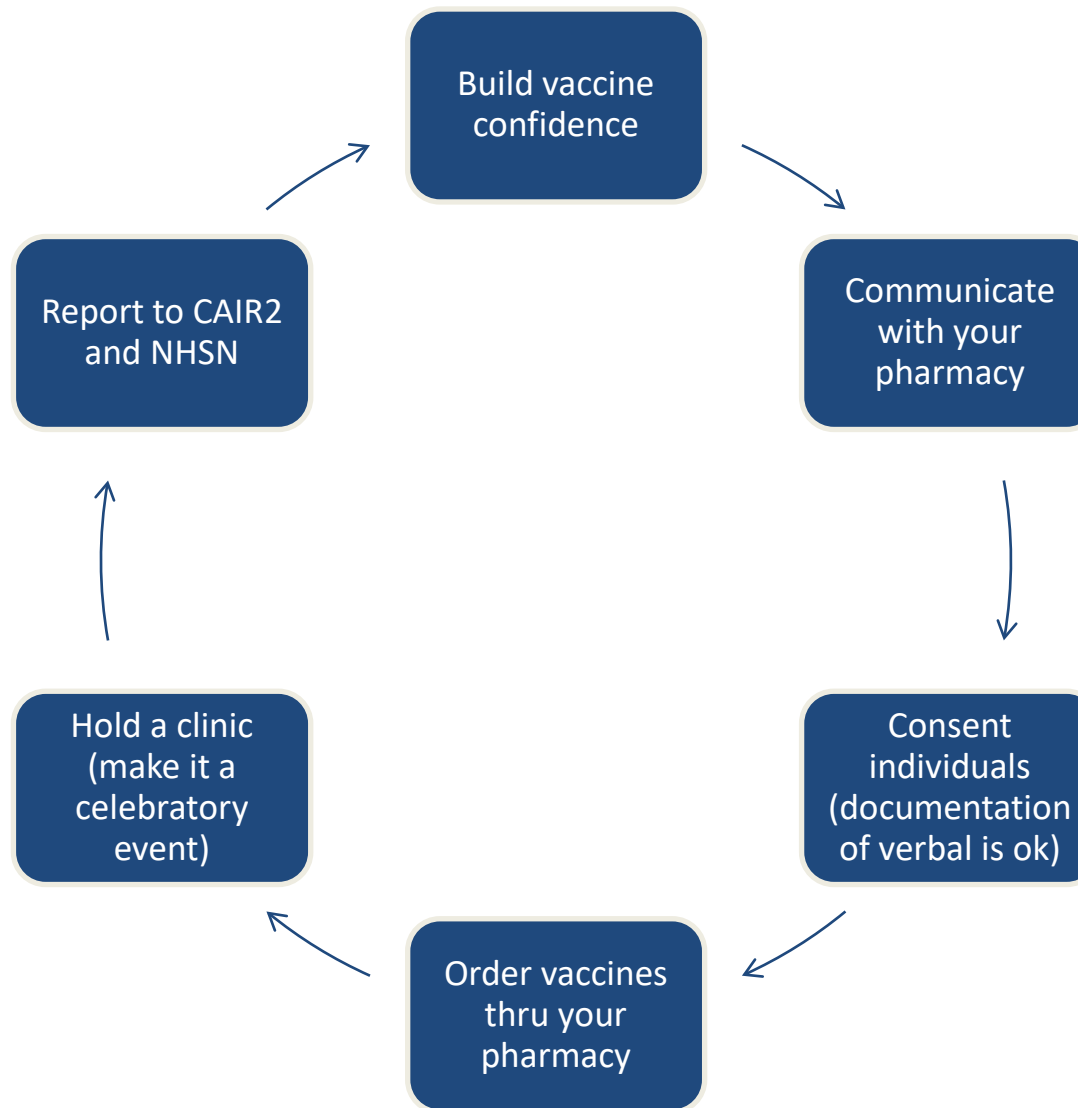 Build vaccine
confidence
Communicate
with your
pharmacy
Consent
individuals
(documentation
of verbal is ok)
Order vaccines
thru your
pharmacy
Hold a clinic
(make it a
celebratory
event)
Report to CAIR2
and NHSN